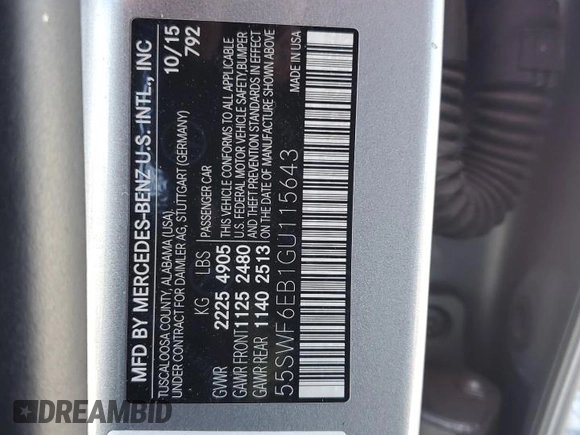 MFD BY MERCEDES-BENZ U.S. INTL., INC
TUSCALOOSA COUNTY, ALABAMA (USA)
UNDER CONTRACT FOR DAIMLER AG, STUTTGART (GERMANY)
10/15
792
KG LBS
GVWR 2225 4905
GAWR FRONT 1125 2480
GAWR REAR 1140 2513
PASSENGER CAR
THIS VEHICLE CONFORMS TO ALL APPLICABLE
U.S. FEDERAL MOTOR VEHICLE SAFETY, BUMPER
AND THEFT PREVENTION STANDARDS IN EFFECT
ON THE DATE OF MANUFACTURE SHOWN ABOVE
55SWF6EB1GU115643
DREAMBID